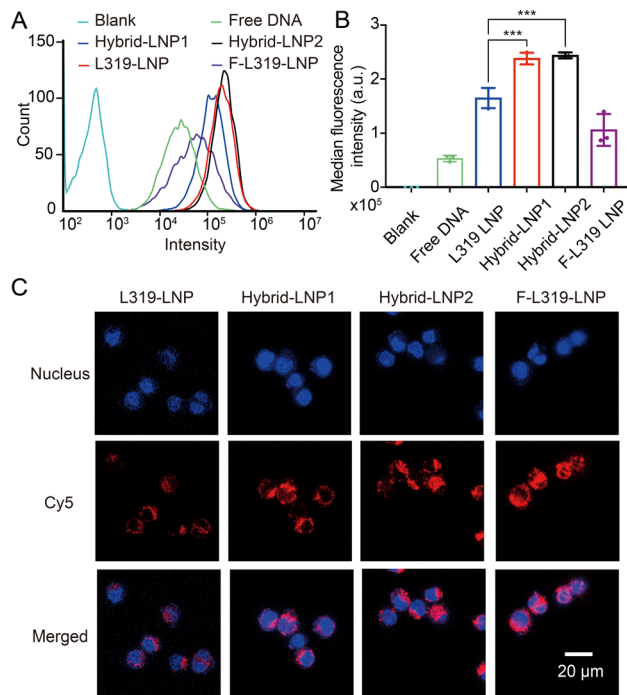 A
Blank
Free DNA
Hybrid-LNP1
Hybrid-LNP2
L319-LNP
F-L319-LNP
Count
150
100
50
0
10²
10³
10⁴
10⁵
10⁶
10⁷
Intensity
B
Median fluorescence
intensity (a.u.)
3
2
1
0
x10⁵
***
***
Blank
Free DNA
L319 LNP
Hybrid-LNP1
Hybrid-LNP2
F-L319 LNP
C
L319-LNP
Hybrid-LNP1
Hybrid-LNP2
F-L319-LNP
Nucleus
Cy5
Merged
20 μm